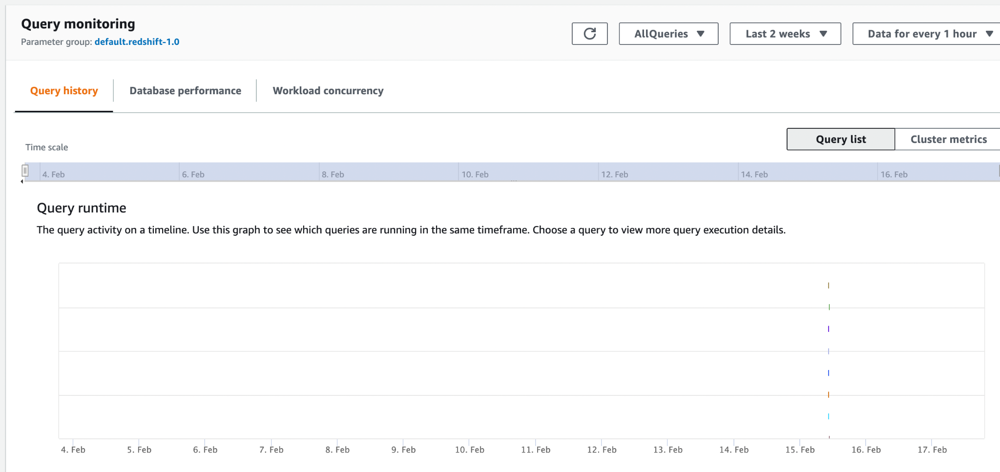 Query monitoring
Parameter group: default.redshift-1.0
AllQueries
Last 2 weeks
Data for every 1 hour
Query history
Database performance
Workload concurrency
Query list
Cluster metrics
Time scale
4. Feb
6. Feb
8. Feb
10. Feb
12. Feb
14. Feb
16. Feb
Query runtime
The query activity on a timeline. Use this graph to see which queries are running in the same timeframe. Choose a query to view more query execution details.
4. Feb
5. Feb
6. Feb
7. Feb
8. Feb
9. Feb
10. Feb
11. Feb
12. Feb
13. Feb
14. Feb
15. Feb
16. Feb
17. Feb